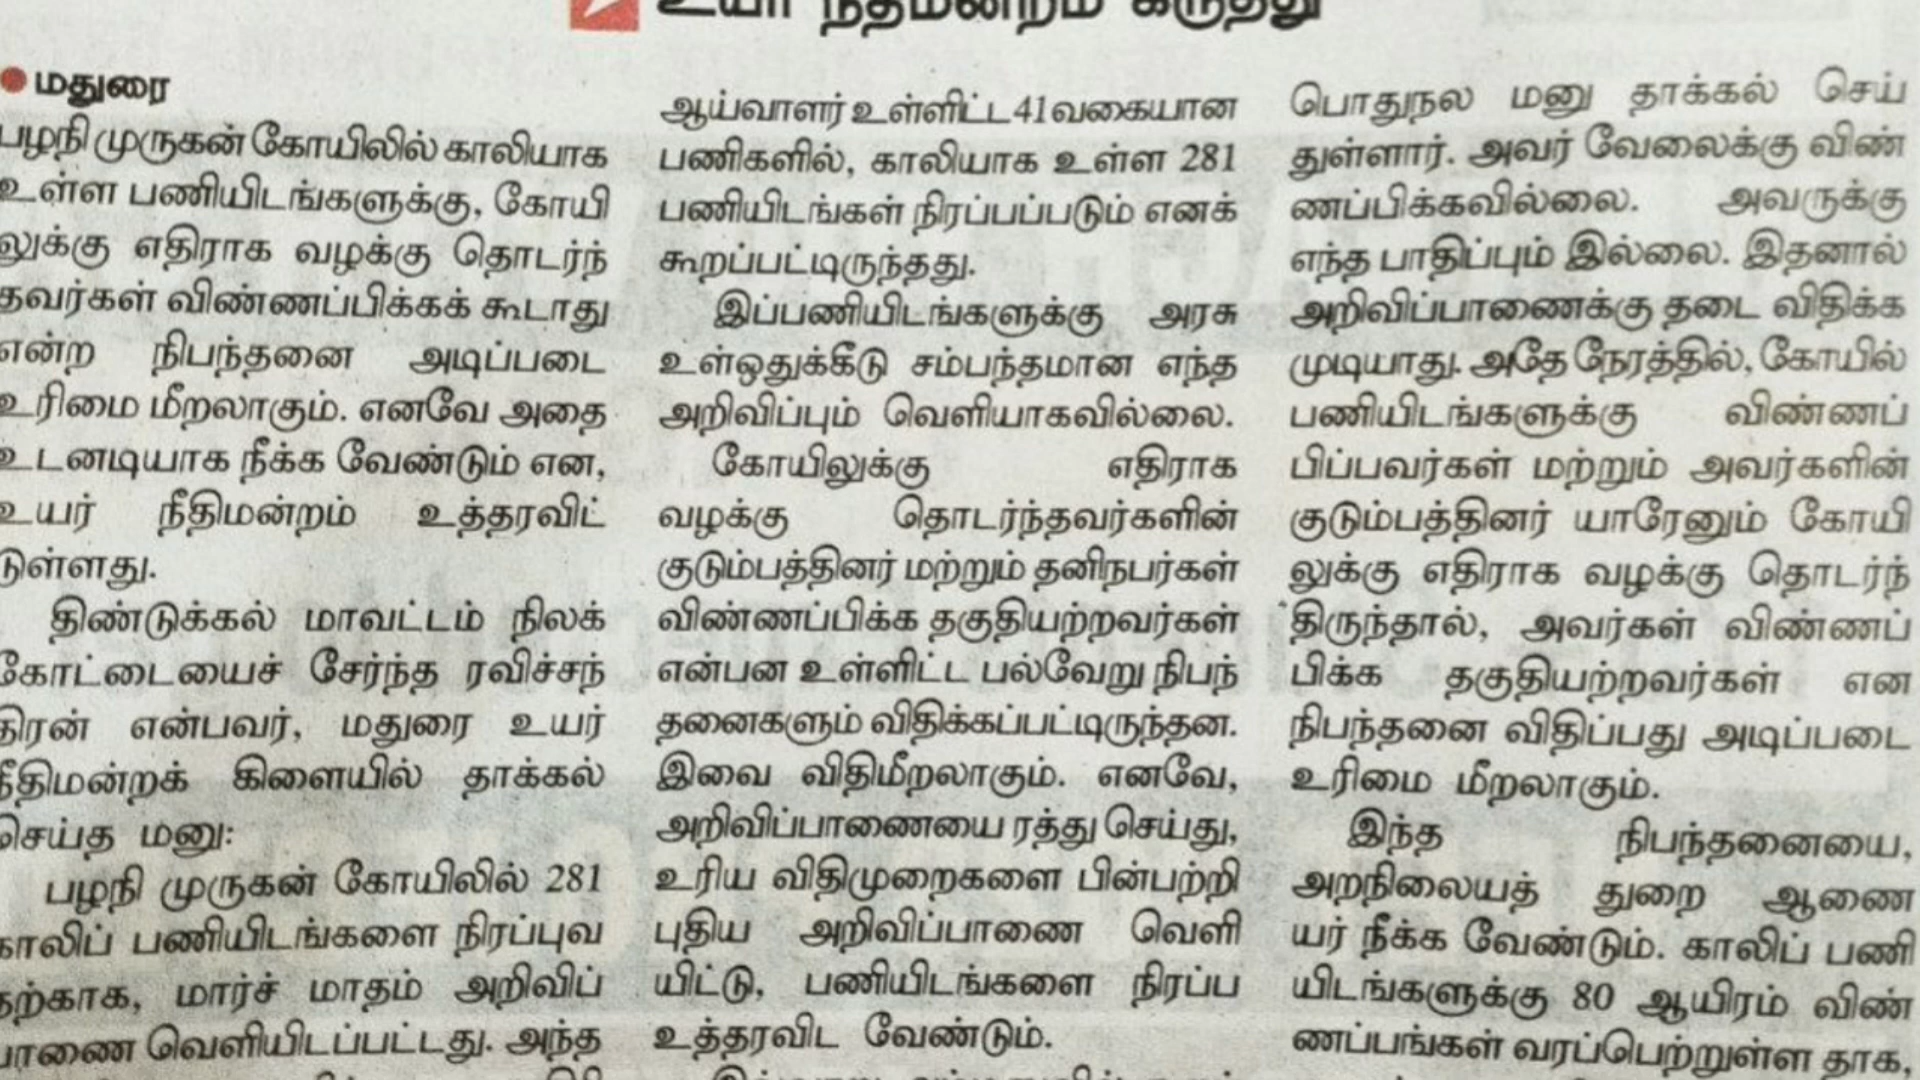 உயர் நீதிமன்றம் கருத்து
மதுரை
பழநி முருகன் கோயிலில் காலியாக
உள்ள பணியிடங்களுக்கு, கோயி
லுக்கு எதிராக வழக்கு தொடர்ந்
தவர்கள் விண்ணப்பிக்கக் கூடாது
என்ற நிபந்தனை அடிப்படை
உரிமை மீறலாகும். எனவே அதை
உடனடியாக நீக்க வேண்டும் என,
உயர் நீதிமன்றம் உத்தரவிட்
டுள்ளது.
திண்டுக்கல் மாவட்டம் நிலக்
கோட்டையைச் சேர்ந்த ரவிச்சந்
திரன் என்பவர், மதுரை உயர்
நீதிமன்றக் கிளையில் தாக்கல்
செய்த மனு:
பழநி முருகன் கோயிலில் 281
காலிப் பணியிடங்களை நிரப்புவ
தற்காக, மார்ச் மாதம் அறிவிப்
பாணை வெளியிடப்பட்டது. அந்த
ஆய்வாளர் உள்ளிட்ட 41 வகையான
பணிகளில், காலியாக உள்ள 281
பணியிடங்கள் நிரப்பப்படும் எனக்
கூறப்பட்டிருந்தது.
இப்பணியிடங்களுக்கு அரசு
உள்ஒதுக்கீடு சம்பந்தமான எந்த
அறிவிப்பும் வெளியாகவில்லை.
கோயிலுக்கு எதிராக
வழக்கு தொடர்ந்தவர்களின்
குடும்பத்தினர் மற்றும் தனிநபர்கள்
விண்ணப்பிக்க தகுதியற்றவர்கள்
என்பன உள்ளிட்ட பல்வேறு நிபந்
தனைகளும் விதிக்கப்பட்டிருந்தன.
இவை விதிமீறலாகும். எனவே,
அறிவிப்பாணையை ரத்து செய்து,
உரிய விதிமுறைகளை பின்பற்றி
புதிய அறிவிப்பாணை வெளி
யிட்டு, பணியிடங்களை நிரப்ப
உத்தரவிட வேண்டும்.
பொதுநல மனு தாக்கல் செய்
துள்ளார். அவர் வேலைக்கு விண்
ணப்பிக்கவில்லை. அவருக்கு
எந்த பாதிப்பும் இல்லை. இதனால்
அறிவிப்பாணைக்கு தடை விதிக்க
முடியாது. அதே நேரத்தில், கோயில்
பணியிடங்களுக்கு விண்ணப்
பிப்பவர்கள் மற்றும் அவர்களின்
குடும்பத்தினர் யாரேனும் கோயி
லுக்கு எதிராக வழக்கு தொடர்ந்
திருந்தால், அவர்கள் விண்ணப்
பிக்க தகுதியற்றவர்கள் என
நிபந்தனை விதிப்பது அடிப்படை
உரிமை மீறலாகும்.
இந்த நிபந்தனையை,
அறநிலையத் துறை ஆணை
யர் நீக்க வேண்டும். காலிப் பணி
யிடங்களுக்கு 80 ஆயிரம் விண்
ணப்பங்கள் வரப்பெற்றுள்ள தாக,